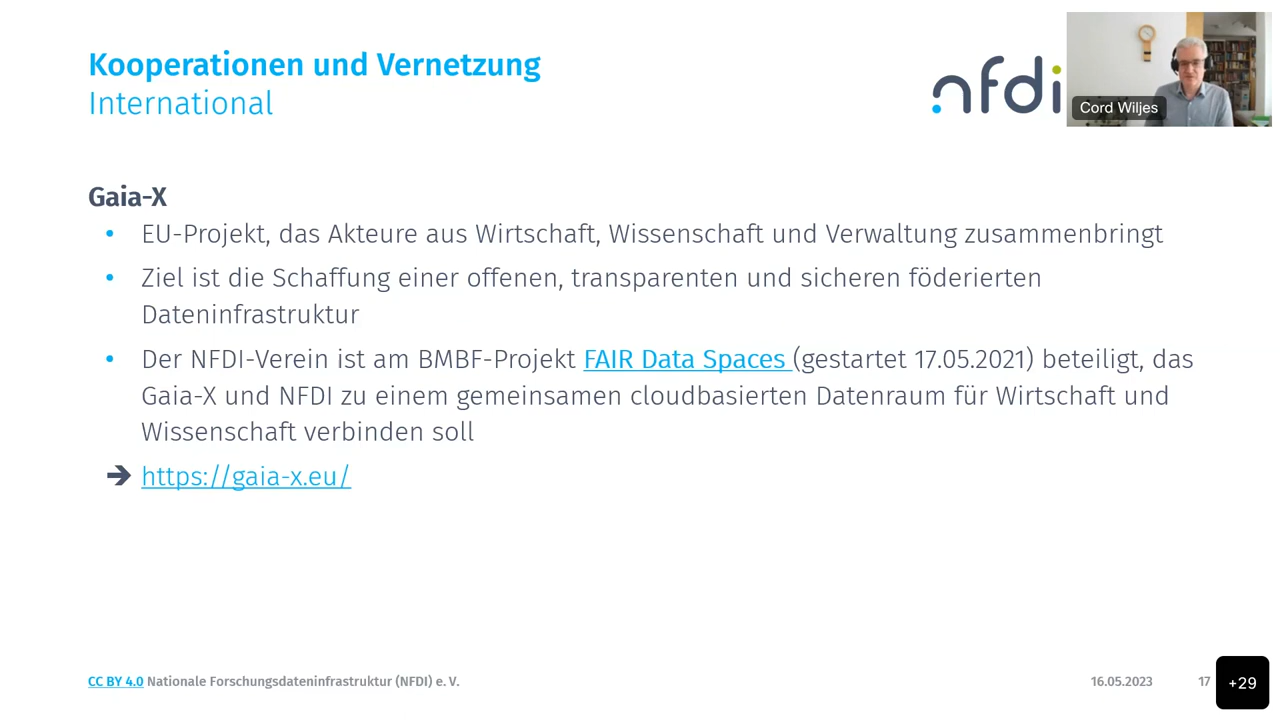 Kooperationen und Vernetzung
International
nfdi
Cord Wiljes
Gaia-X
• EU-Projekt, das Akteure aus Wirtschaft, Wissenschaft und Verwaltung zusammenbringt
• Ziel ist die Schaffung einer offenen, transparenten und sicheren föderierten
Dateninfrastruktur
• Der NFDI-Verein ist am BMBF-Projekt FAIR Data Spaces (gestartet 17.05.2021) beteiligt, das
Gaia-X und NFDI zu einem gemeinsamen cloudbasierten Datenraum für Wirtschaft und
Wissenschaft verbinden soll
➔ https://gaia-x.eu/
CC BY 4.0 Nationale Forschungsdateninfrastruktur (NFDI) e. V.
16.05.2023
17
+29